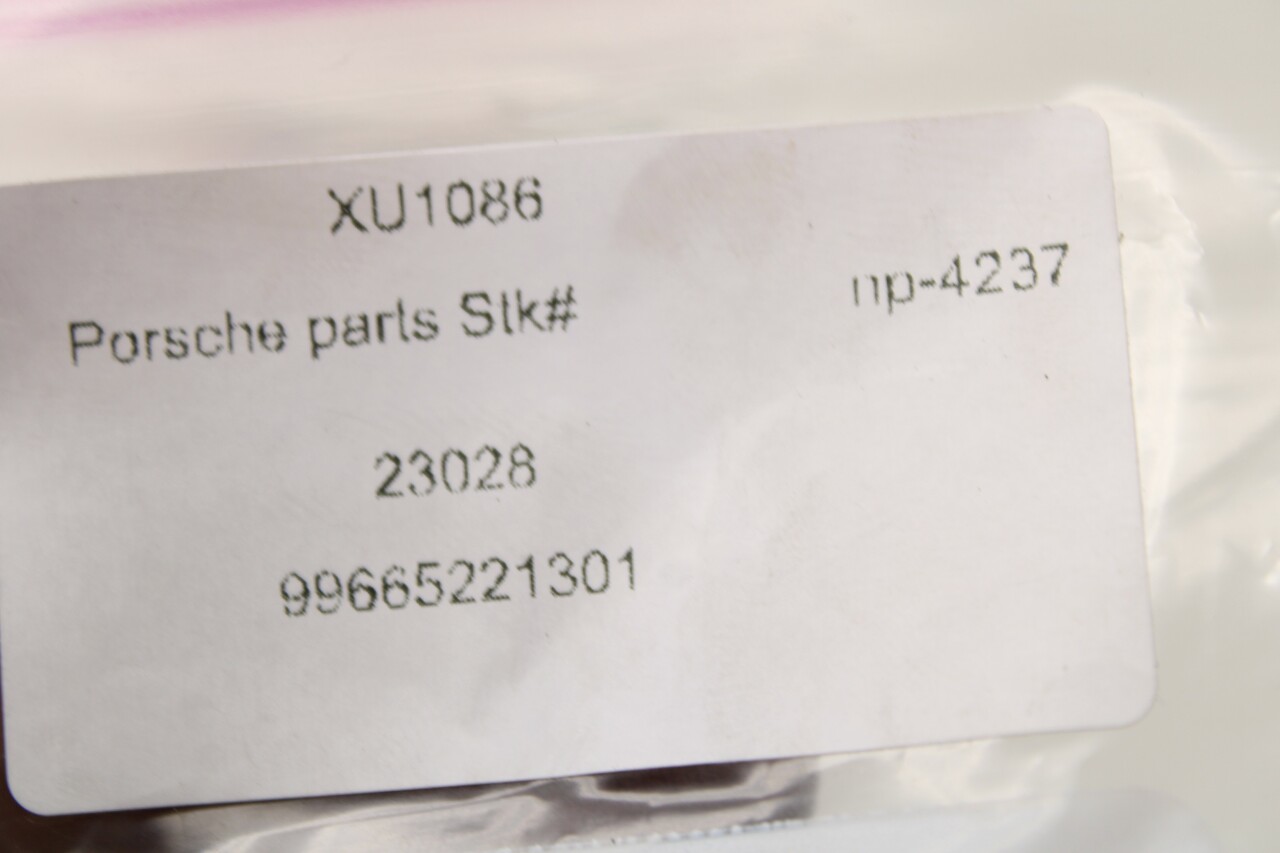 XU1086
Porsche parts Stk#
np-4237
23028
99665221301